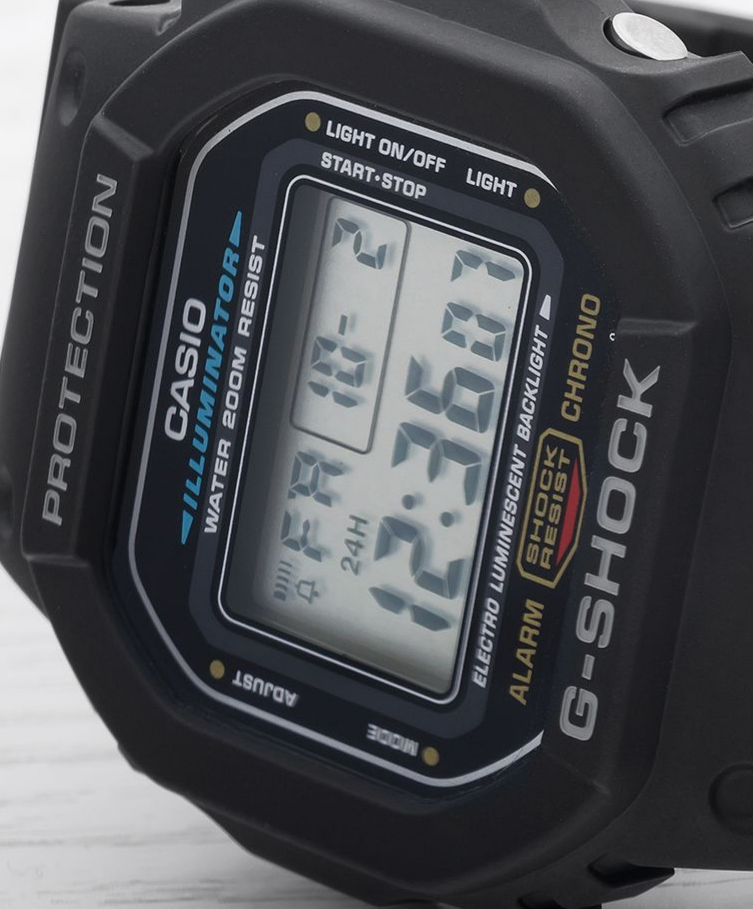 PROTECTION
CASIO
ILLUMINATOR
WATER 200M RESIST
LIGHT ON/OFF
START·STOP
LIGHT
FR 10- 2
24H
12:36 07
ADJUST
MODE
ELECTRO LUMINESCENT BACKLIGHT
ALARM
SHOCK
RESIST
CHRONO
G-SHOCK